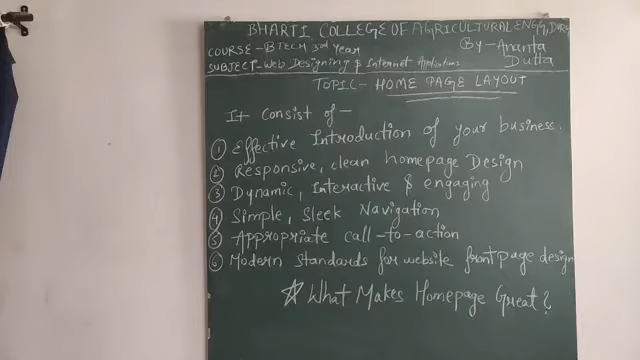 BHARTI COLLEGE OF AGRICULTURAL ENGG, DURG
COURSE - BTECH 3rd Year
By - Ananta Dutta
SUBJECT - Web Designing & Internet Applications
TOPIC - HOME PAGE LAYOUT
It Consist of -
① Effective Introduction of your business.
② Responsive, clean homepage Design
③ Dynamic, Interactive & engaging
④ Simple, Sleek Navigation
⑤ Appropriate call-to-action
⑥ Modern Standards for website frontpage design
☆ What Makes Homepage Great?